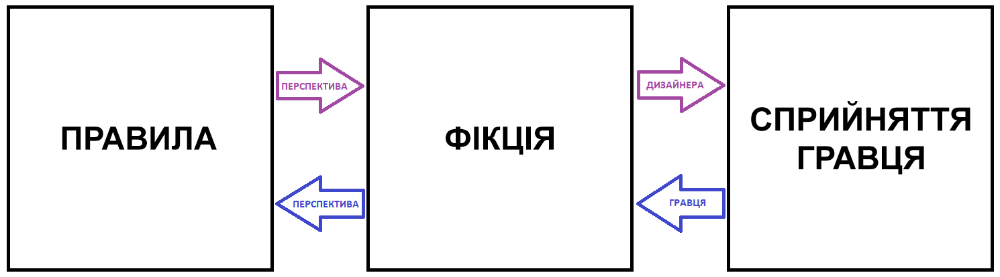 ПРАВИЛА
ПЕРСПЕКТИВА
ФІКЦІЯ
ДИЗАЙНЕРА
СПРИЙНЯТТЯ
ГРАВЦЯ
ПЕРСПЕКТИВА
ГРАВЦЯ